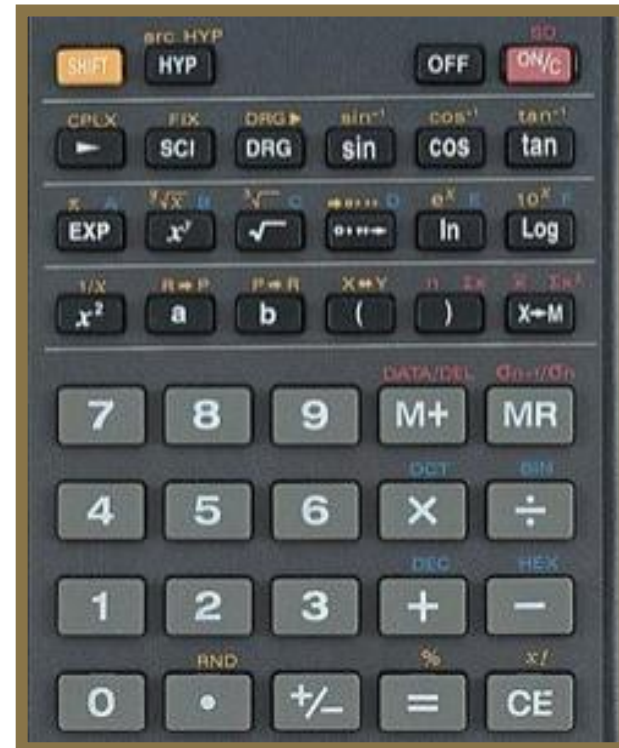 arc HYP SD
SHIFT HYP OFF ON/C
CPLX FIX DRG► sin⁻¹ cos⁻¹ tan⁻¹
► SCI DRG sin cos tan
π A ʸ√x B ³√ C D eˣ E 10ˣ F
EXP xʸ √ ln Log
1/X R➡P P➡R X↔Y n Σx x̄ Σx²
x² a b ( ) X➡M
DATA/DEL σn-1/σn
7 8 9 M+ MR
OCT BIN
4 5 6 × ÷
DEC HEX
1 2 3 + −
RND % x!
0 • +/− = CE